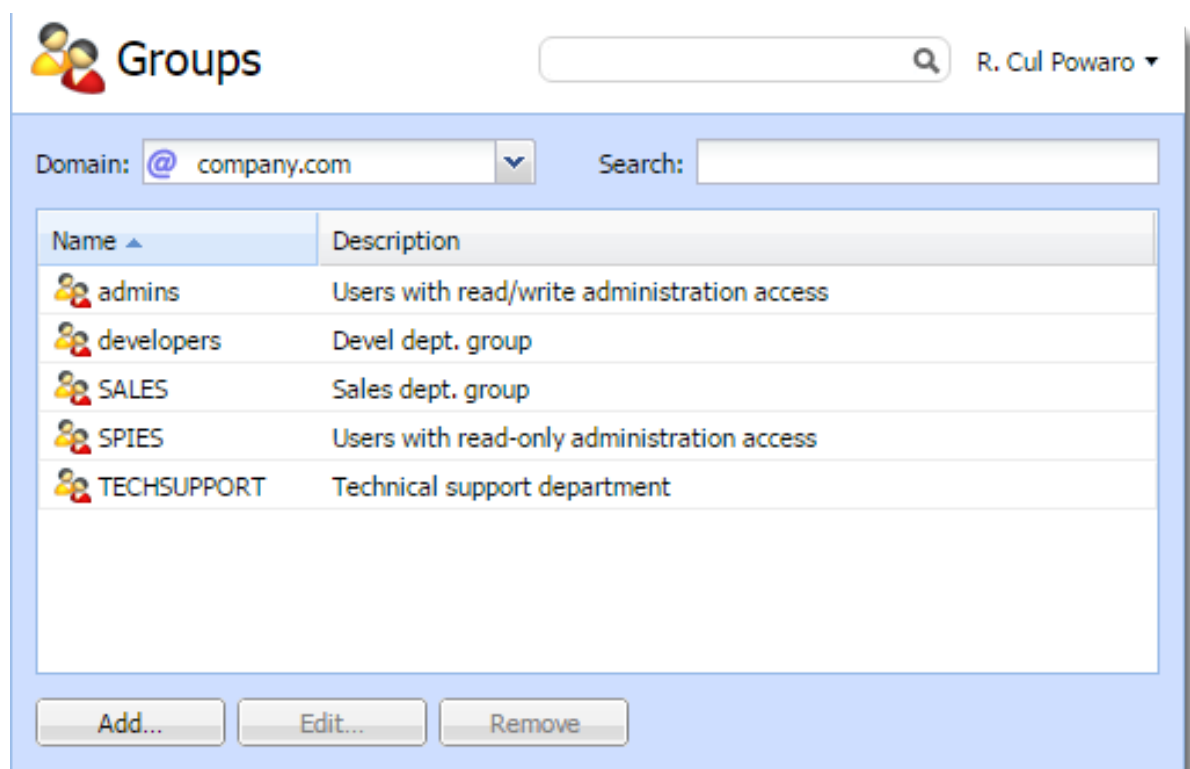 Groups
R. Cul Powaro
Domain: @ company.com Search:
Name Description
admins Users with read/write administration access
developers Devel dept. group
SALES Sales dept. group
SPIES Users with read-only administration access
TECHSUPPORT Technical support department
Add... Edit... Remove